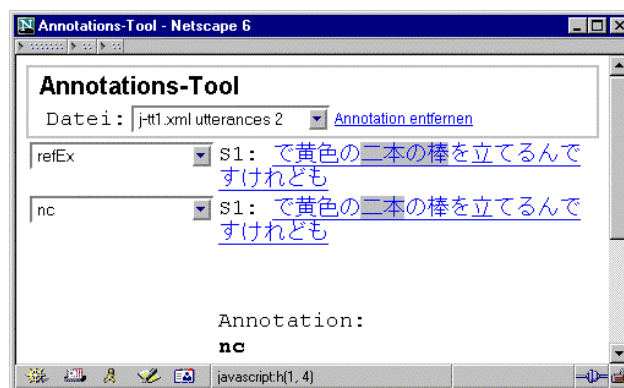 Annotations-Tool - Netscape 6
Annotations-Tool
Datei: j-tt1.xml utterances 2 Annotation entfernen
refEx S1: で黄色の二本の棒を立てるんで
すけれども
nc S1: で黄色の二本の棒を立てるんで
すけれども
Annotation:
nc
javascript:h(1, 4)